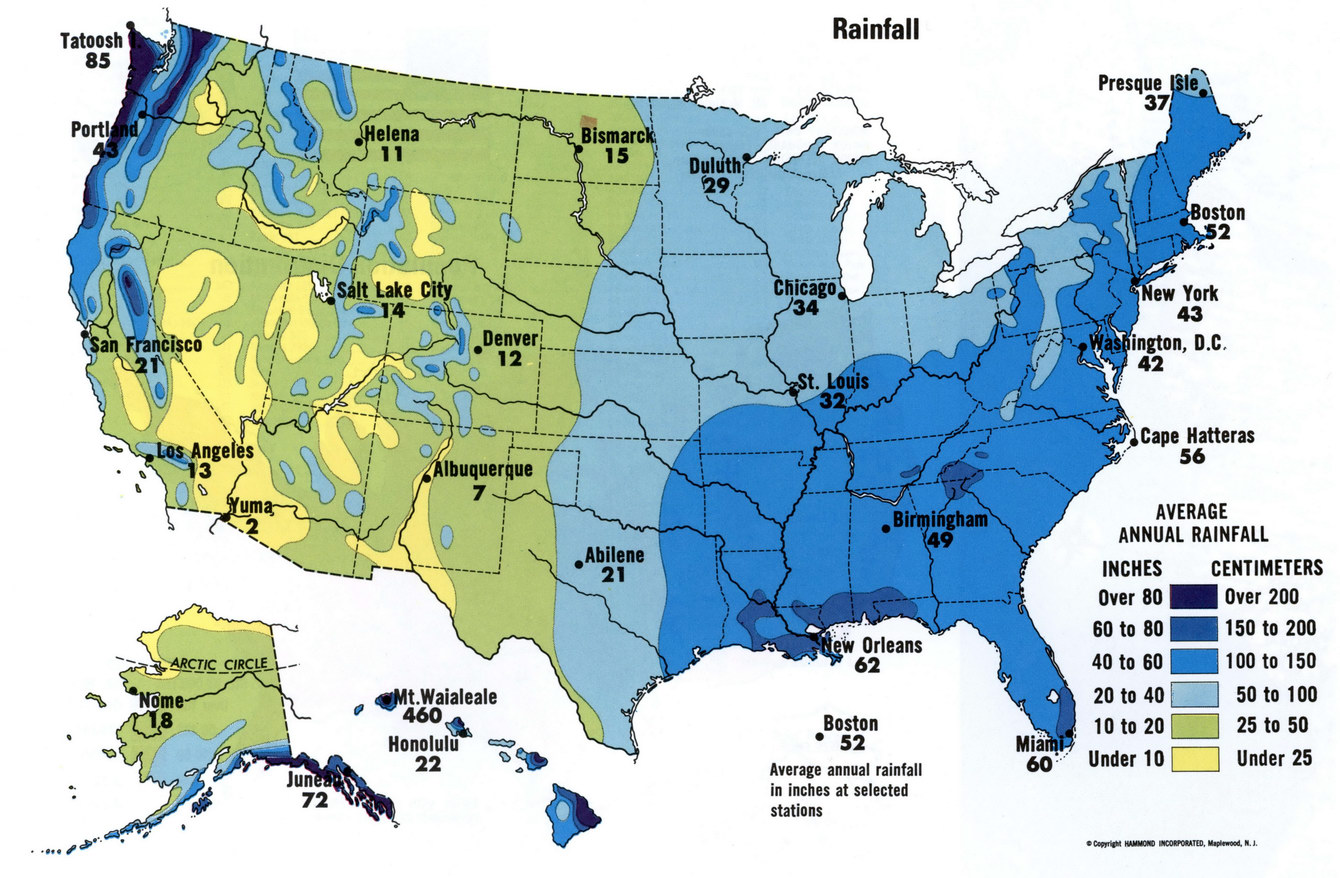 Rainfall
Tatoosh I.
85
Presque Isle
37
Portland
43
Helena
11
Bismarck
15
Duluth
29
Boston
52
Salt Lake City
14
Chicago
34
New York
43
San Francisco
21
Denver
12
Washington, D.C.
42
St. Louis
32
Los Angeles
13
Albuquerque
7
Cape Hatteras
56
Yuma
2
Birmingham
49
Abilene
21
New Orleans
62
Miami
60
ARCTIC CIRCLE
Nome
18
Juneau
72
Mt. Waialeale
460
Honolulu
22
Boston
52
Average annual rainfall
in inches at selected
stations
AVERAGE
ANNUAL RAINFALL
INCHES CENTIMETERS
Over 80 Over 200
60 to 80 150 to 200
40 to 60 100 to 150
20 to 40 50 to 100
10 to 20 25 to 50
Under 10 Under 25
© Copyright HAMMOND INCORPORATED, Maplewood, N. J.